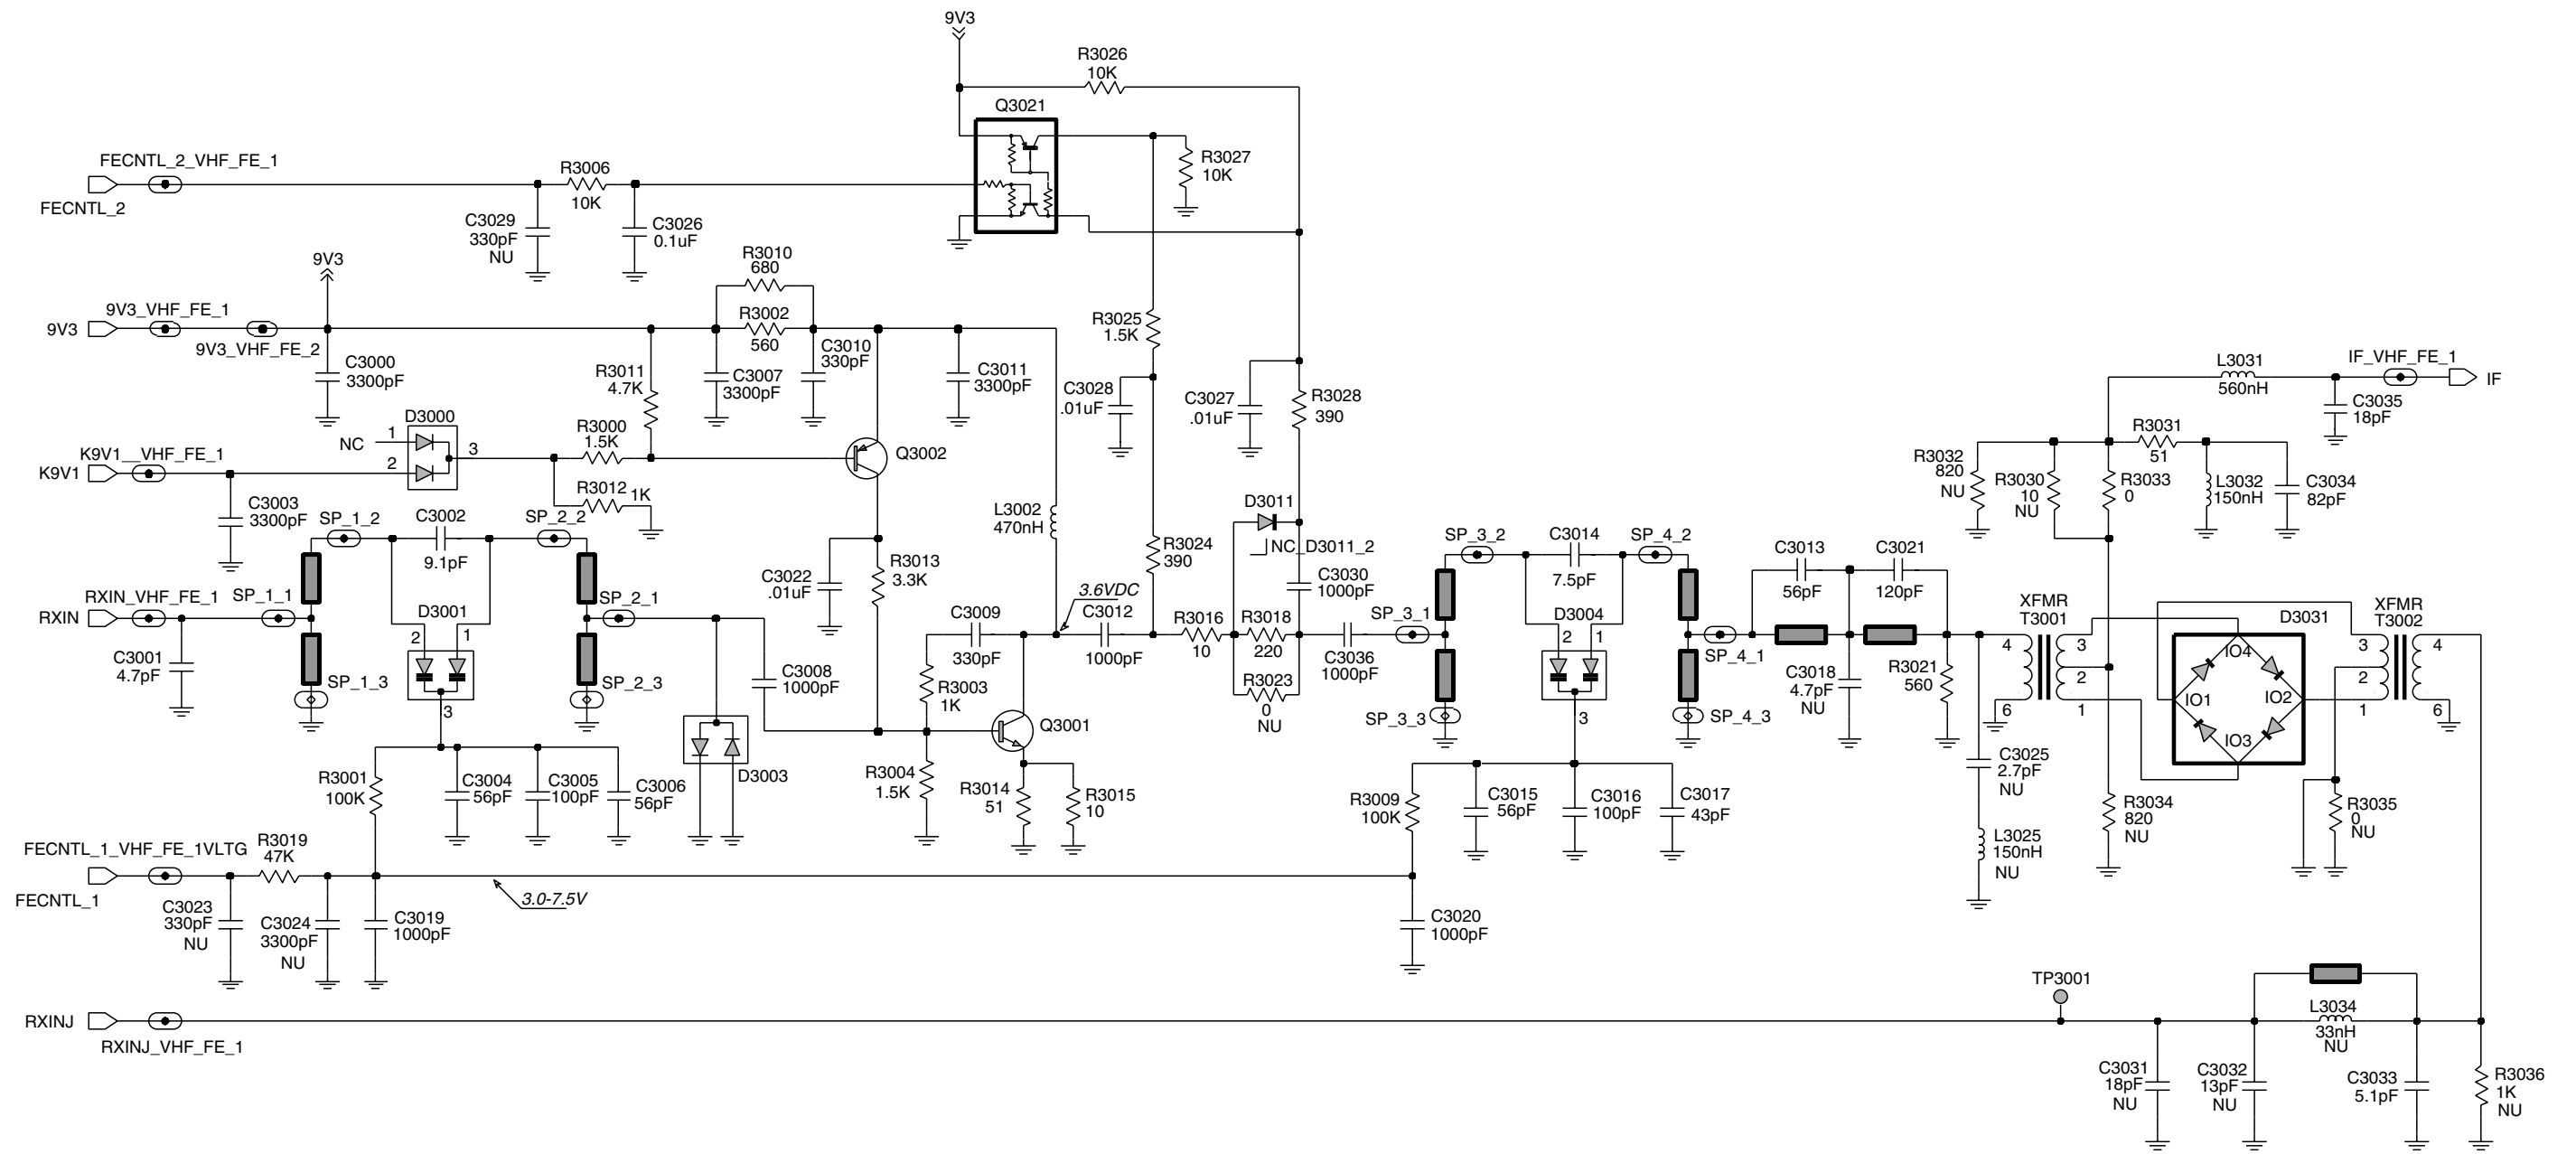 9V3
R3026
10K
Q3021
FECNTL_2_VHF_FE_1
FECNTL_2
R3006
10K
R3027
10K
C3029
330pF
NU
C3026
0.1uF
9V3
R3010
680
9V3_VHF_FE_1
9V3
9V3_VHF_FE_2
R3002
560
R3025
1.5K
C3000
3300pF
R3011
4.7K
C3007
3300pF
C3010
330pF
C3011
3300pF
C3028
.01uF
C3027
.01uF
R3028
390
L3031
560nH
IF_VHF_FE_1
IF
C3035
18pF
D3000
NC
1
2
3
R3000
1.5K
Q3002
K9V1__VHF_FE_1
K9V1
R3031
51
R3032
820
NU
R3030
10
NU
R3033
0
L3032
150nH
C3034
82pF
C3003
3300pF
R3012
1K
L3002
470nH
D3011
NC_D3011_2
SP_1_2
C3002
9.1pF
SP_2_2
R3013
3.3K
C3022
.01uF
R3024
390
C3030
1000pF
SP_3_2
C3014
7.5pF
SP_4_2
C3013
56pF
C3021
120pF
RXIN_VHF_FE_1
RXIN
SP_1_1
D3001
2
1
3
SP_2_1
3.6VDC
C3009
330pF
C3012
1000pF
R3016
10
R3018
220
SP_3_1
D3004
2
1
3
SP_4_1
XFMR
T3001
4
3
2
1
6
D3031
IO4
IO1
IO2
IO3
XFMR
T3002
3
4
2
1
6
C3001
4.7pF
SP_1_3
SP_2_3
C3008
1000pF
R3003
1K
Q3001
R3023
0
NU
C3036
1000pF
SP_3_3
SP_4_3
C3018
4.7pF
NU
R3021
560
D3003
R3001
100K
C3004
56pF
C3005
100pF
C3006
56pF
R3004
1.5K
R3014
51
R3015
10
R3009
100K
C3015
56pF
C3016
100pF
C3017
43pF
C3025
2.7pF
NU
R3034
820
NU
R3035
0
NU
L3025
150nH
NU
FECNTL_1_VHF_FE_1VLTG
FECNTL_1
R3019
47K
3.0-7.5V
C3023
330pF
NU
C3024
3300pF
NU
C3019
1000pF
C3020
1000pF
TP3001
L3034
33nH
NU
RXINJ
RXINJ_VHF_FE_1
C3031
18pF
NU
C3032
13pF
NU
C3033
5.1pF
R3036
1K
NU